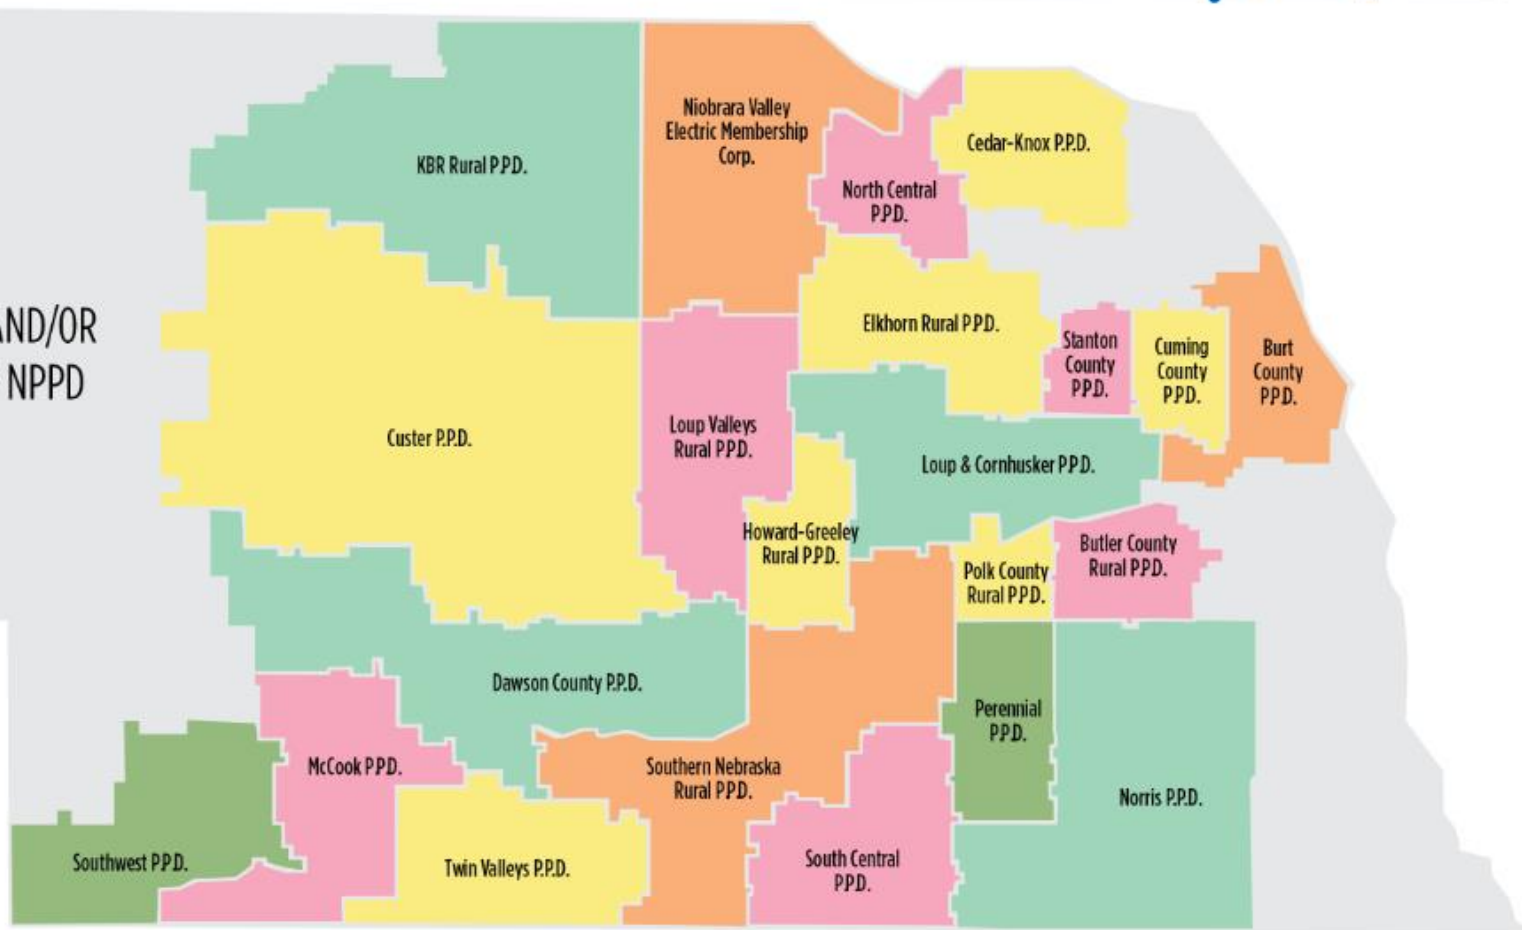 Niobrara Valley
Electric Membership
Corp.
Cedar-Knox P.P.D.
KBR Rural P.P.D.
North Central
P.P.D.
AND/OR
NPPD
Elkhorn Rural P.P.D.
Stanton
County
P.P.D.
Cuming
County
P.P.D.
Burt
County
P.P.D.
Custer P.P.D.
Loup Valleys
Rural P.P.D.
Loup & Cornhusker P.P.D.
Howard-Greeley
Rural P.P.D.
Polk County
Rural P.P.D.
Butler County
Rural P.P.D.
Dawson County P.P.D.
Perennial
P.P.D.
McCook P.P.D.
Southern Nebraska
Rural P.P.D.
Norris P.P.D.
Southwest P.P.D.
Twin Valleys P.P.D.
South Central
P.P.D.